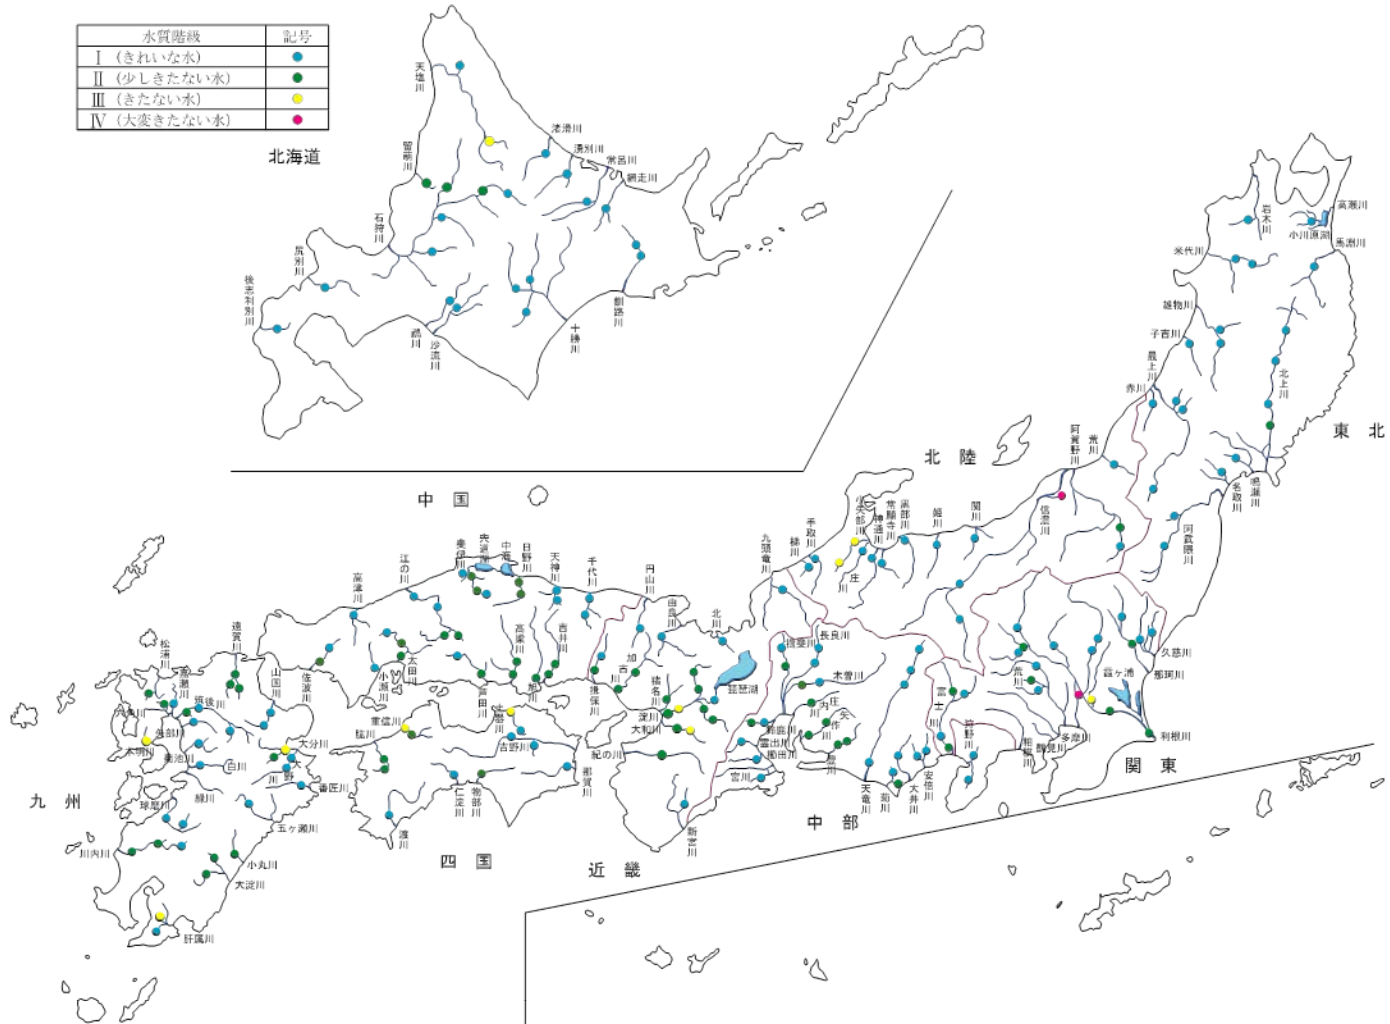 水質階級 記号
Ⅰ（きれいな水）
Ⅱ（少しきたない水）
Ⅲ（きたない水）
Ⅳ（大変きたない水）
北海道
天塩川
留萌川
渚滑川
湧別川
常呂川
網走川
石狩川
尻別川
後志利別川
鵡川
沙流川
十勝川
釧路川
東北
岩木川
高瀬川
小川原湖
馬淵川
米代川
雄物川
子吉川
最上川
赤川
北上川
鳴瀬川
名取川
阿武隈川
北陸
荒川
阿賀野川
信濃川
関川
姫川
黒部川
常願寺川
神通川
小矢部川
庄川
手取川
梯川
九頭竜川
中国
日野川
中海
宍道湖
斐伊川
江の川
高津川
天神川
千代川
円山川
由良川
北川
吉井川
高梁川
旭川
芦田川
太田川
小瀬川
佐波川
加古川
揖保川
猪名川
琵琶湖
淀川
大和川
紀の川
新宮川
近畿
揖斐川
長良川
木曽川
庄内川
矢作川
豊川
鈴鹿川
雲出川
櫛田川
宮川
天竜川
菊川
大井川
安倍川
富士川
狩野川
中部
関東
久慈川
那珂川
霞ヶ浦
利根川
荒川
多摩川
鶴見川
相模川
四国
重信川
肱川
吉野川
那賀川
物部川
仁淀川
渡川
九州
遠賀川
山国川
松浦川
嘉瀬川
筑後川
六角川
矢部川
本明川
菊池川
白川
緑川
球磨川
大分川
大野川
番匠川
五ヶ瀬川
川内川
小丸川
大淀川
肝属川